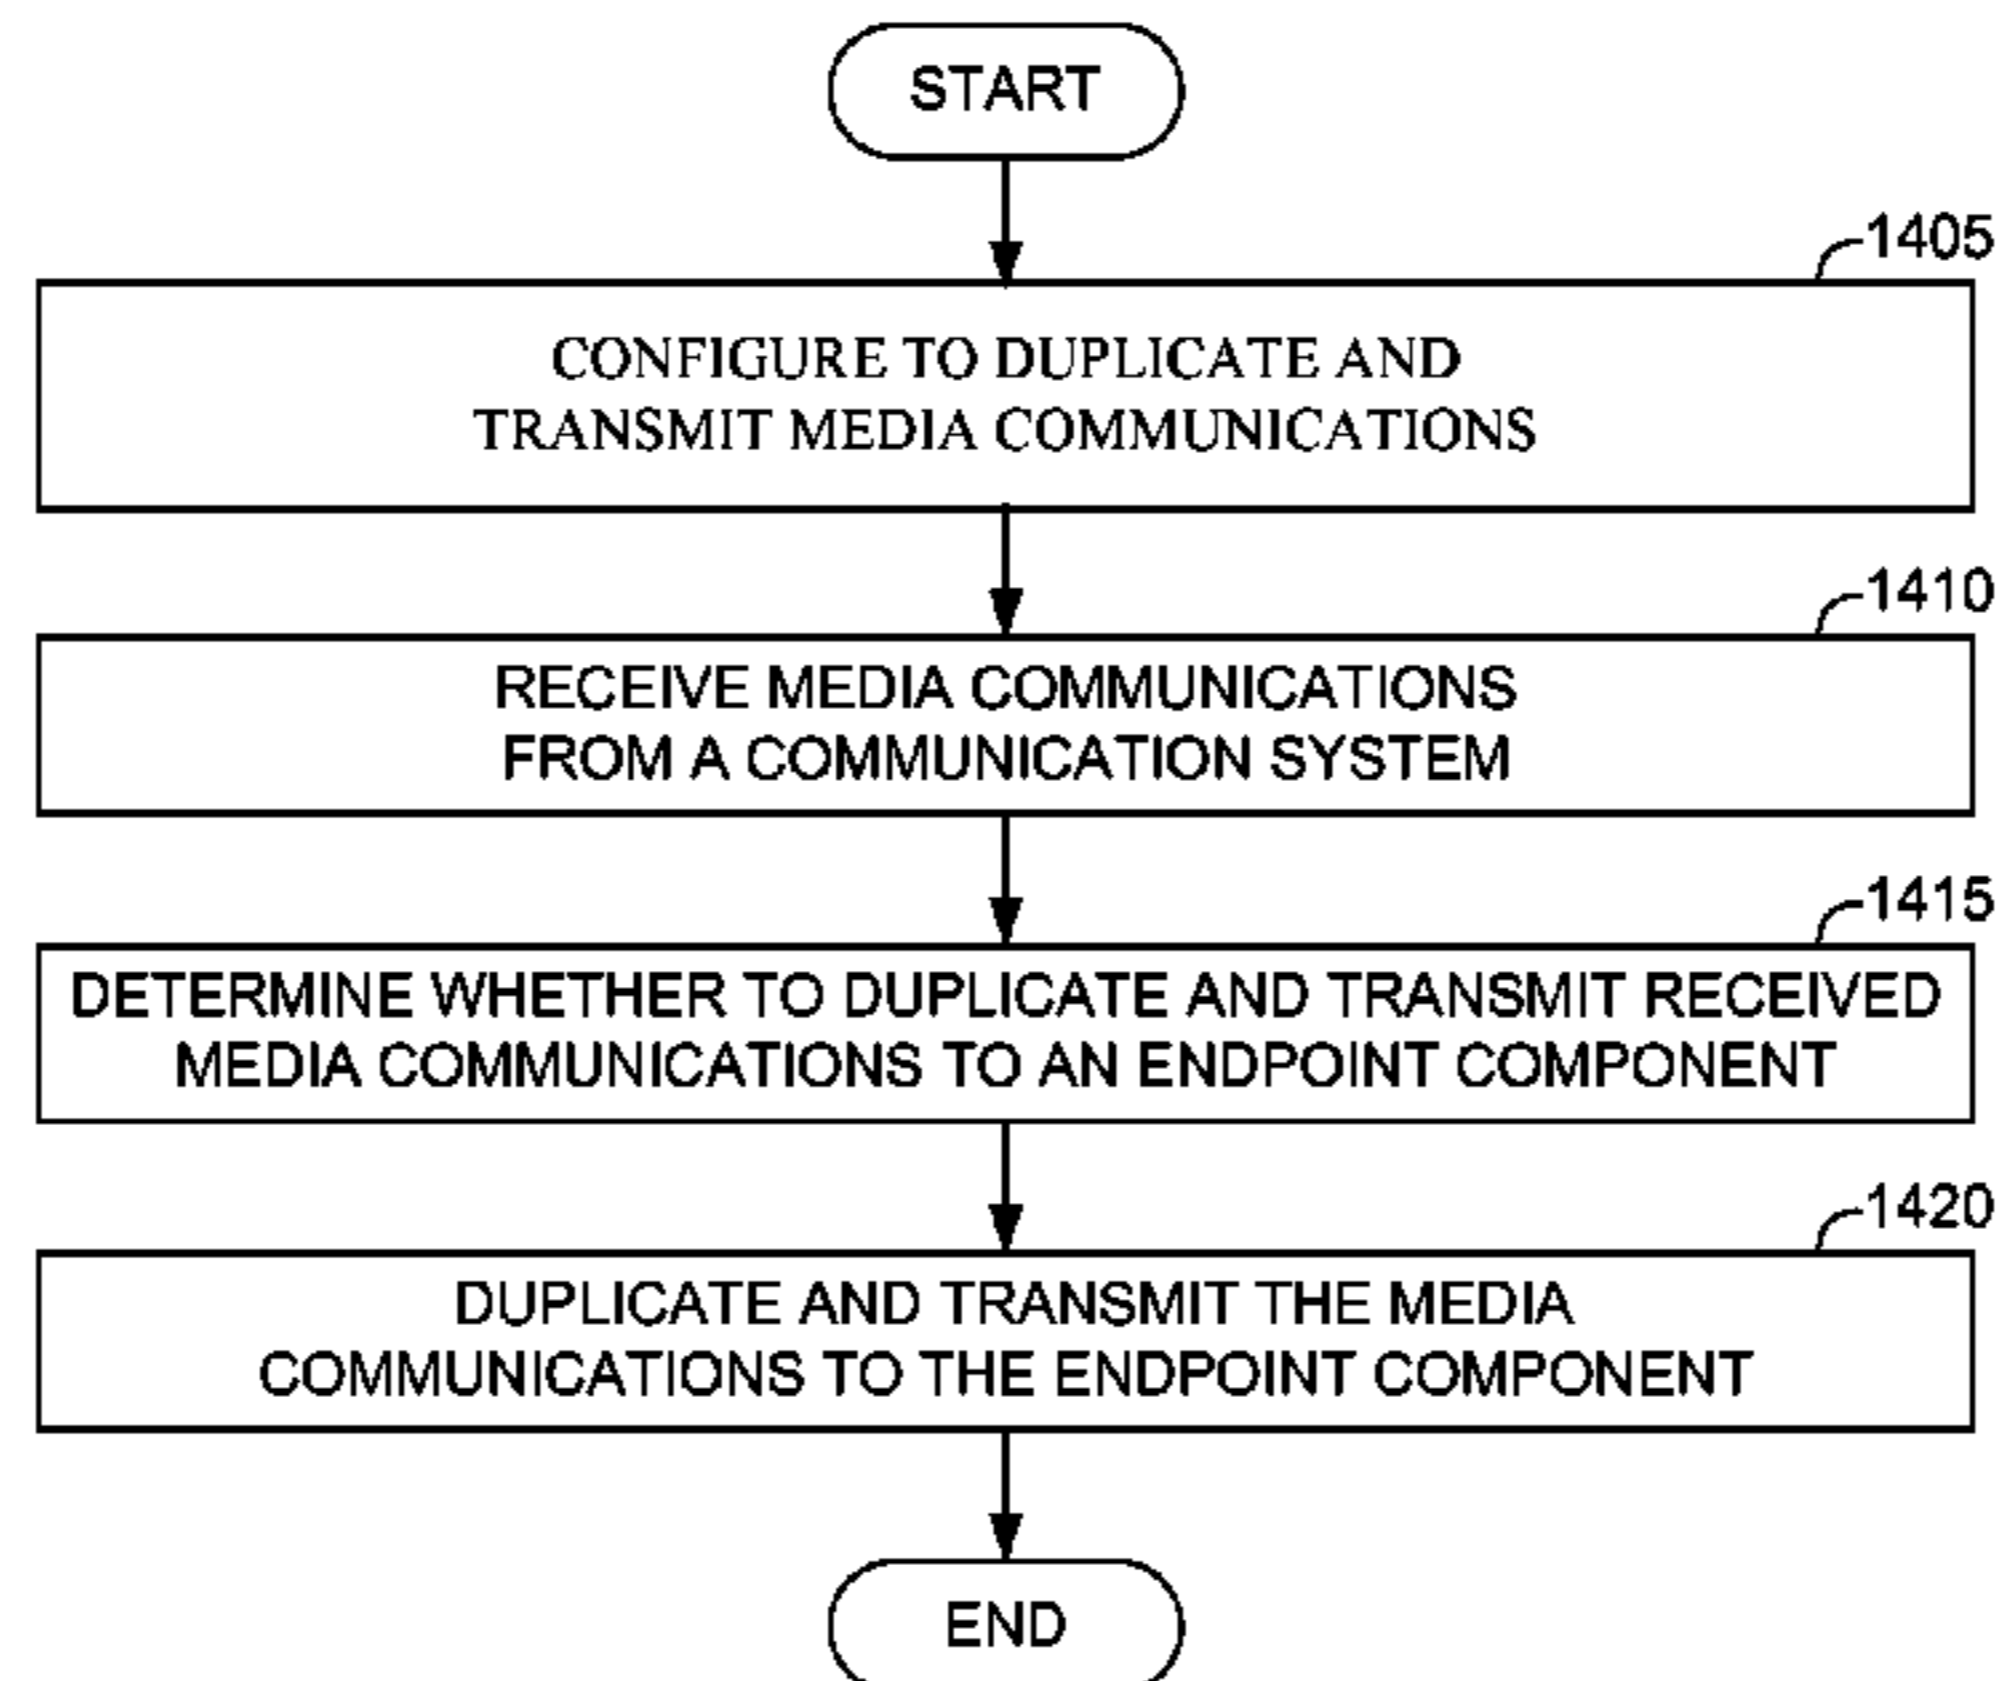 START
1405
CONFIGURE TO DUPLICATE AND
TRANSMIT MEDIA COMMUNICATIONS
1410
RECEIVE MEDIA COMMUNICATIONS
FROM A COMMUNICATION SYSTEM
1415
DETERMINE WHETHER TO DUPLICATE AND TRANSMIT RECEIVED
MEDIA COMMUNICATIONS TO AN ENDPOINT COMPONENT
1420
DUPLICATE AND TRANSMIT THE MEDIA
COMMUNICATIONS TO THE ENDPOINT COMPONENT
END